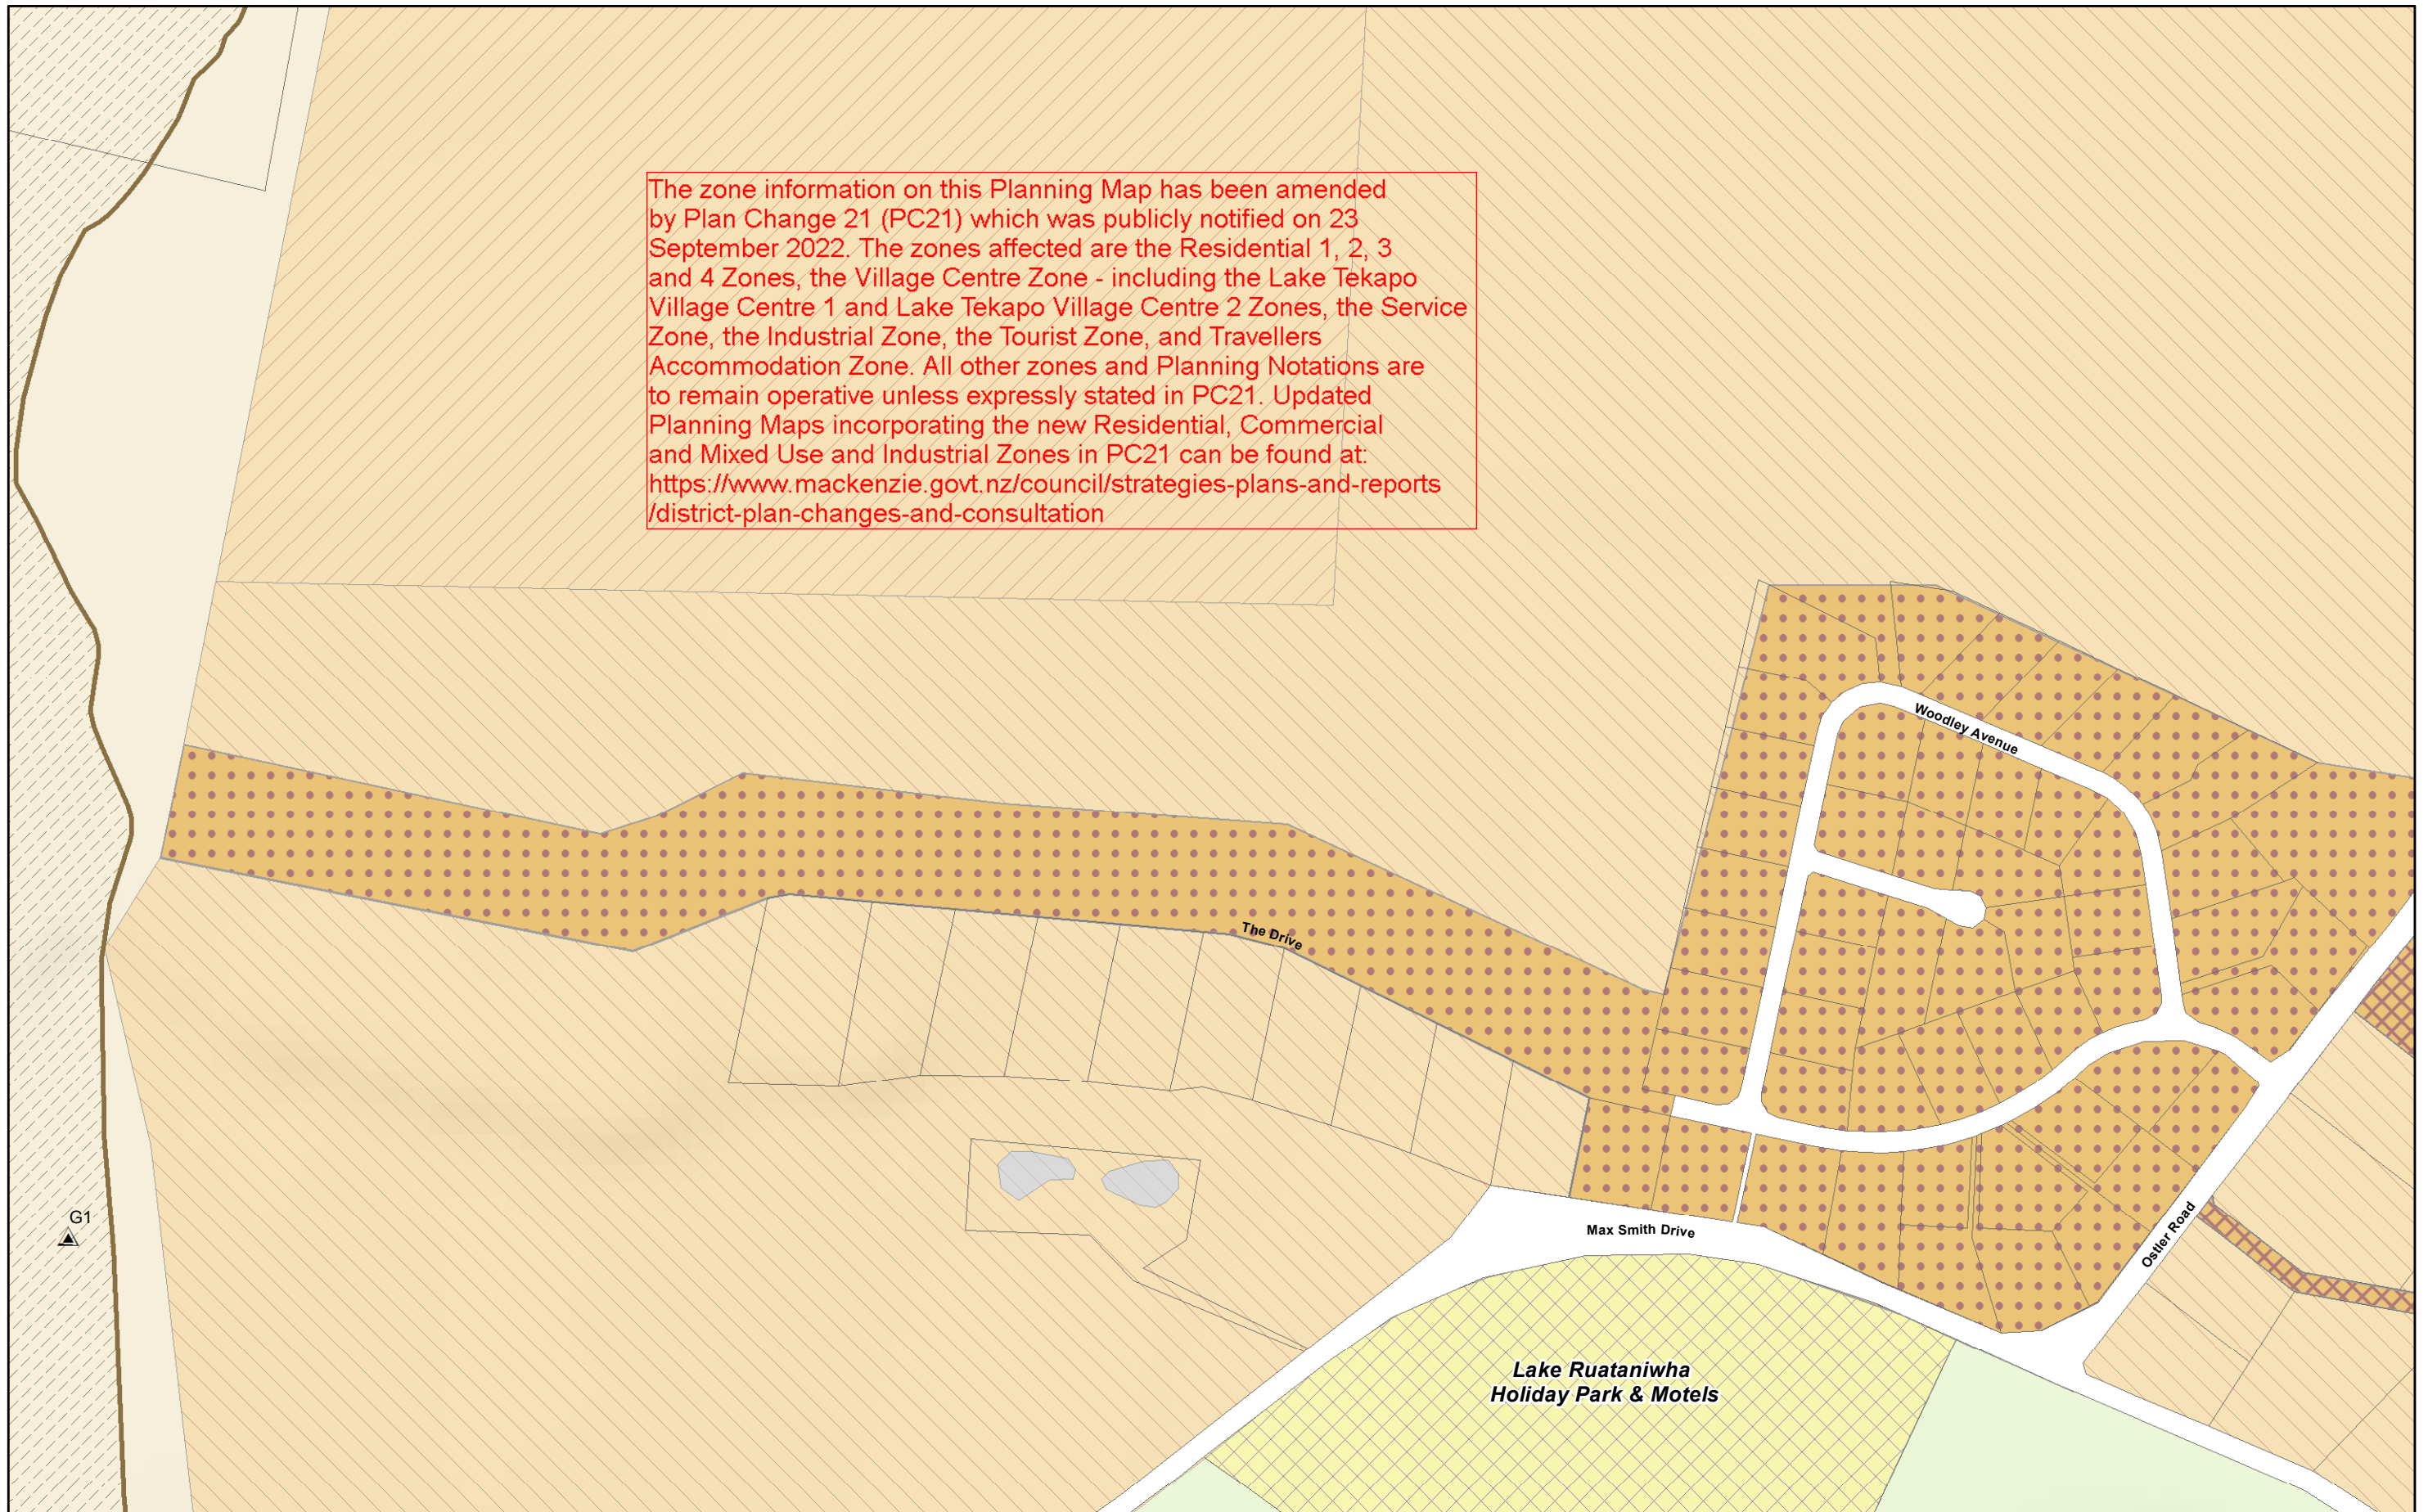 The zone information on this Planning Map has been amended
by Plan Change 21 (PC21) which was publicly notified on 23
September 2022. The zones affected are the Residential 1, 2, 3
and 4 Zones, the Village Centre Zone - including the Lake Tekapo
Village Centre 1 and Lake Tekapo Village Centre 2 Zones, the Service
Zone, the Industrial Zone, the Tourist Zone, and Travellers
Accommodation Zone. All other zones and Planning Notations are
to remain operative unless expressly stated in PC21. Updated
Planning Maps incorporating the new Residential, Commercial
and Mixed Use and Industrial Zones in PC21 can be found at:
https://www.mackenzie.govt.nz/council/strategies-plans-and-reports
/district-plan-changes-and-consultation
Woodley Avenue
The Drive
G1
Max Smith Drive
Ostler Road
Lake Ruataniwha
Holiday Park & Motels